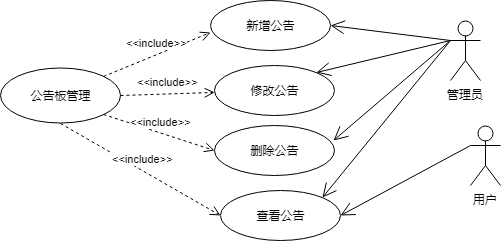 新增公告
<<include>>
<<include>>
修改公告
管理员
公告板管理
<<include>>
删除公告
<<include>>
用户
查看公告